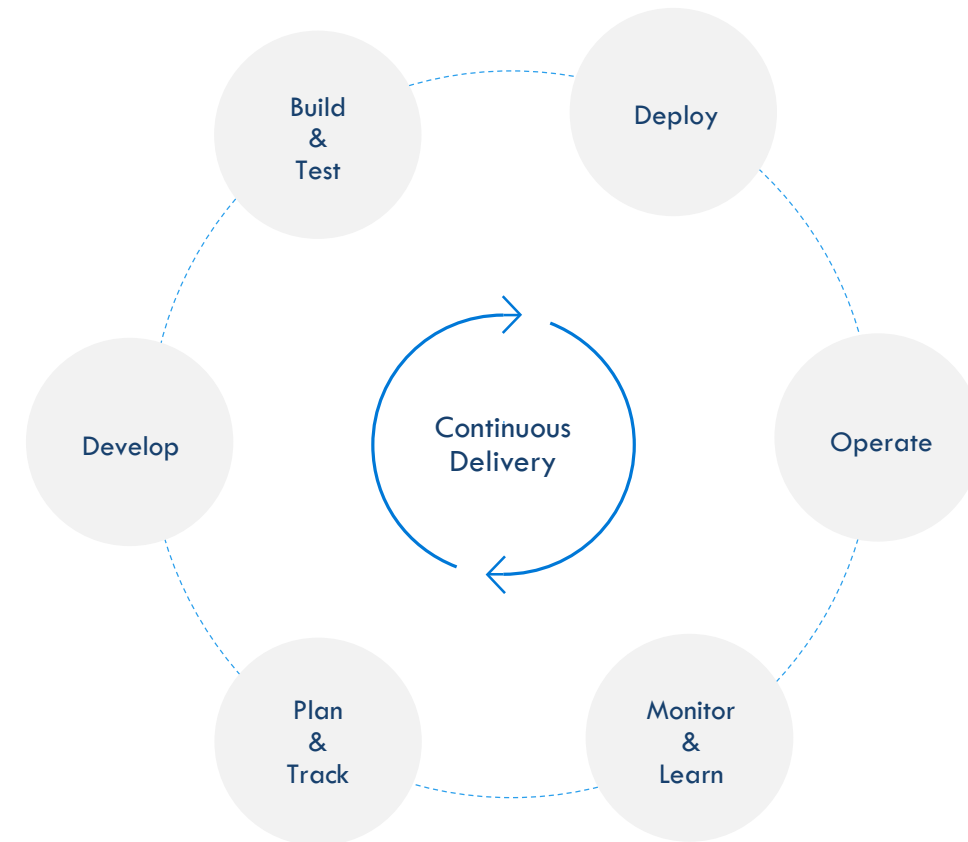 Build
&
Test
Deploy
Develop
Continuous
Delivery
Operate
Plan
&
Track
Monitor
&
Learn